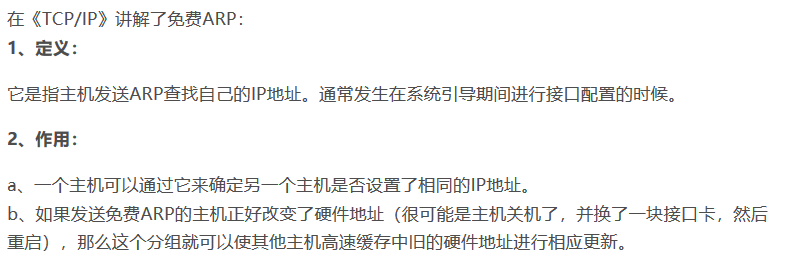 在《TCP/IP》讲解了免费ARP：
1、定义：
它是指主机发送ARP查找自己的IP地址。通常发生在系统引导期间进行接口配置的时候。
2、作用：
a、一个主机可以通过它来确定另一个主机是否设置了相同的IP地址。
b、如果发送免费ARP的主机正好改变了硬件地址（很可能是主机关机了，并换了一块接口卡，然后
重启），那么这个分组就可以使其他主机高速缓存中旧的硬件地址进行相应更新。